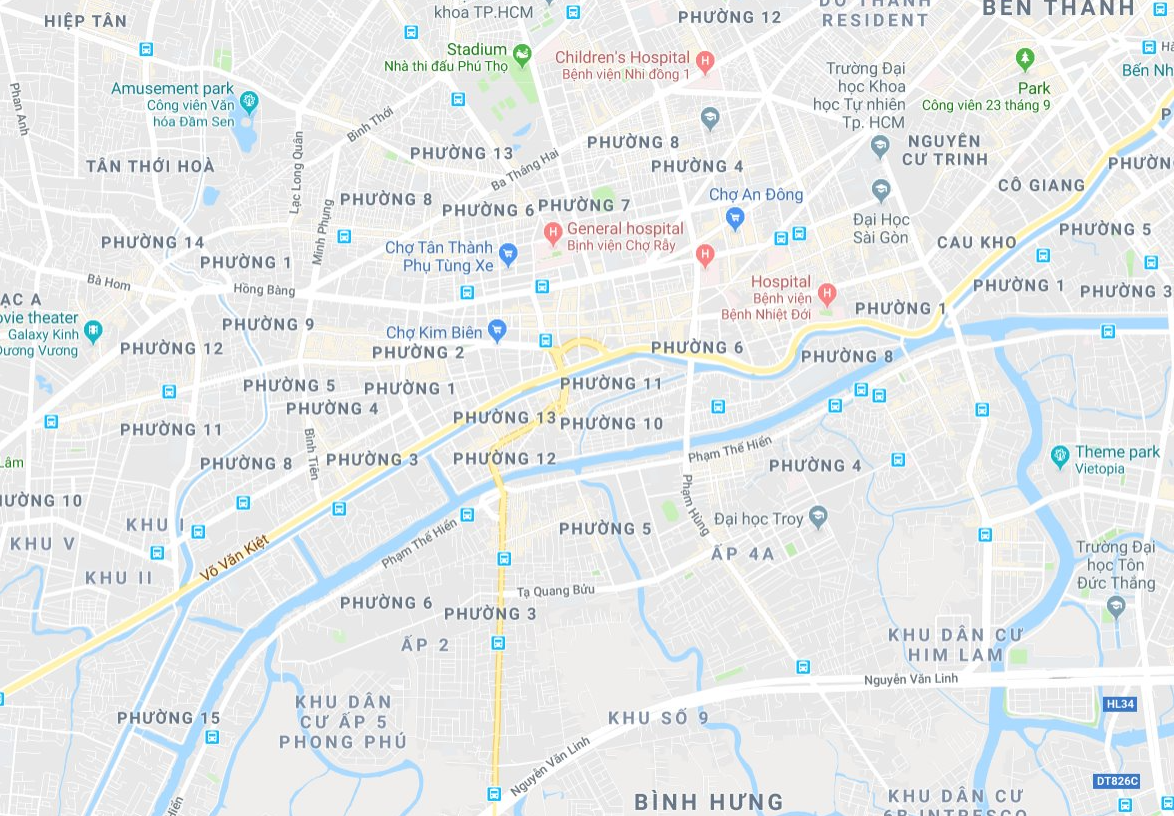 HIỆP TÂN
khoa TP.HCM
PHƯỜNG 12
RESIDENT
BẾN THÀNH
Stadium
Nhà thi đấu Phú Thọ
Children's Hospital
Bệnh viện Nhi đồng 1
Trường Đại
học Khoa
học Tự nhiên
Tp. HCM
Park
Công viên 23 tháng 9
Bến Nh
Phan Anh
Amusement park
Công viên Văn
hóa Đầm Sen
Bình Thới
Lạc Long Quân
PHƯỜNG 13
Ba Tháng Hai
PHƯỜNG 8
PHƯỜNG 4
NGUYỄN
CƯ TRINH
PHƯỜNG
TÂN THỚI HOÀ
CÔ GIANG
PHƯỜNG 8
PHƯỜNG 6
PHƯỜNG 7
Chợ An Đông
Đại Học
Sài Gòn
Minh Phụng
General hospital
Bịnh viện Chợ Rẫy
PHƯỜNG 5
PHƯỜNG 14
PHƯỜNG 1
Chợ Tân Thành
Phụ Tùng Xe
CAU KHO
Bà Hom
Hồng Bàng
Hospital
Bệnh viện
Bệnh Nhiệt Đới
PHƯỜNG 1
PHƯỜNG 1
PHƯỜNG 3
ẠC A
ovie theater
Galaxy Kinh
Dương Vương
PHƯỜNG 9
Chợ Kim Biên
PHƯỜNG 12
PHƯỜNG 2
PHƯỜNG 6
PHƯỜNG 8
PHƯỜNG 5
PHƯỜNG 1
PHƯỜNG 11
PHƯỜNG 4
PHƯỜNG 13
PHƯỜNG 10
PHƯỜNG 11
Bình Tiên
Phạm Thế Hiển
Lâm
PHƯỜNG 8
PHƯỜNG 3
PHƯỜNG 12
PHƯỜNG 4
Theme park
Vietopia
HƯỜNG 10
Phạm Hùng
KHU I
PHƯỜNG 5
Đại học Troy
KHU V
Phạm Thế Hiển
Võ Văn Kiệt
ẤP 4A
Trường Đại
học Tôn
Đức Thắng
KHU II
Tạ Quang Bửu
PHƯỜNG 6
PHƯỜNG 3
ẤP 2
KHU DÂN CƯ
HIM LAM
Nguyễn Văn Linh
KHU DÂN
CƯ ẤP 5
PHONG PHÚ
PHƯỜNG 15
KHU SỐ 9
HL34
Nguyễn Văn Linh
DT826C
BÌNH HƯNG
KHU DÂN CƯ
6B INTRESCO
Hiển